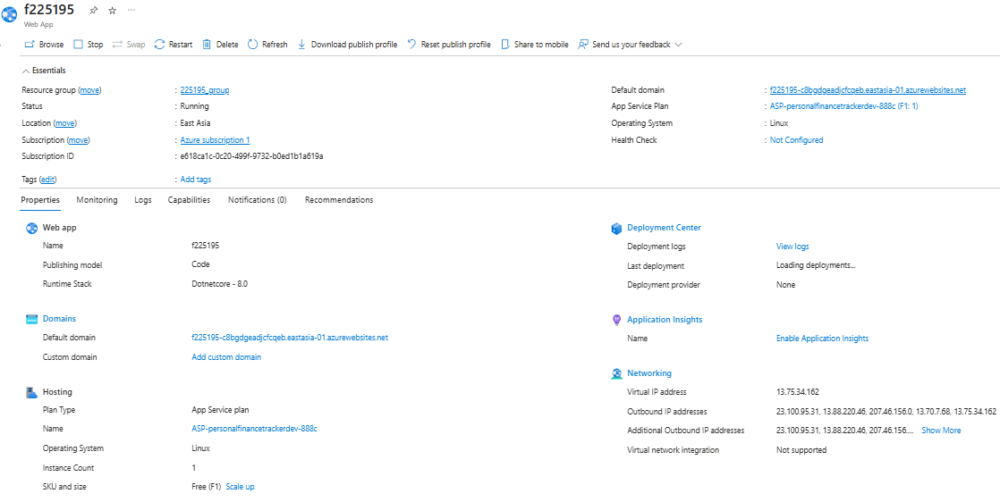 f225195
Web App
Browse Stop Swap Restart Delete Refresh Download publish profile Reset publish profile Share to mobile Send us your feedback
Essentials
Resource group (move) : 225195_group
Status : Running
Location (move) : East Asia
Subscription (move) : Azure subscription 1
Subscription ID : e618ca1c-0c20-499f-9732-b0ed1b1a619a
Default domain : f225195-c8bgdgeadjcfcqeb.eastasia-01.azurewebsites.net
App Service Plan : ASP-personalfinancetrackerdev-888c (F1: 1)
Operating System : Linux
Health Check : Not Configured
Tags (edit) : Add tags
Properties Monitoring Logs Capabilities Notifications (0) Recommendations
Web app
Name f225195
Publishing model Code
Runtime Stack Dotnetcore - 8.0
Domains
Default domain f225195-c8bgdgeadjcfcqeb.eastasia-01.azurewebsites.net
Custom domain Add custom domain
Hosting
Plan Type App Service plan
Name ASP-personalfinancetrackerdev-888c
Operating System Linux
Instance Count 1
SKU and size Free (F1) Scale up
Deployment Center
Deployment logs View logs
Last deployment Loading deployments...
Deployment provider None
Application Insights
Name Enable Application Insights
Networking
Virtual IP address 13.75.34.162
Outbound IP addresses 23.100.95.31, 13.88.220.46, 207.46.156.0, 13.70.7.68, 13.75.34.162
Additional Outbound IP addresses 23.100.95.31, 13.88.220.46, 207.46.156.... Show More
Virtual network integration Not supported